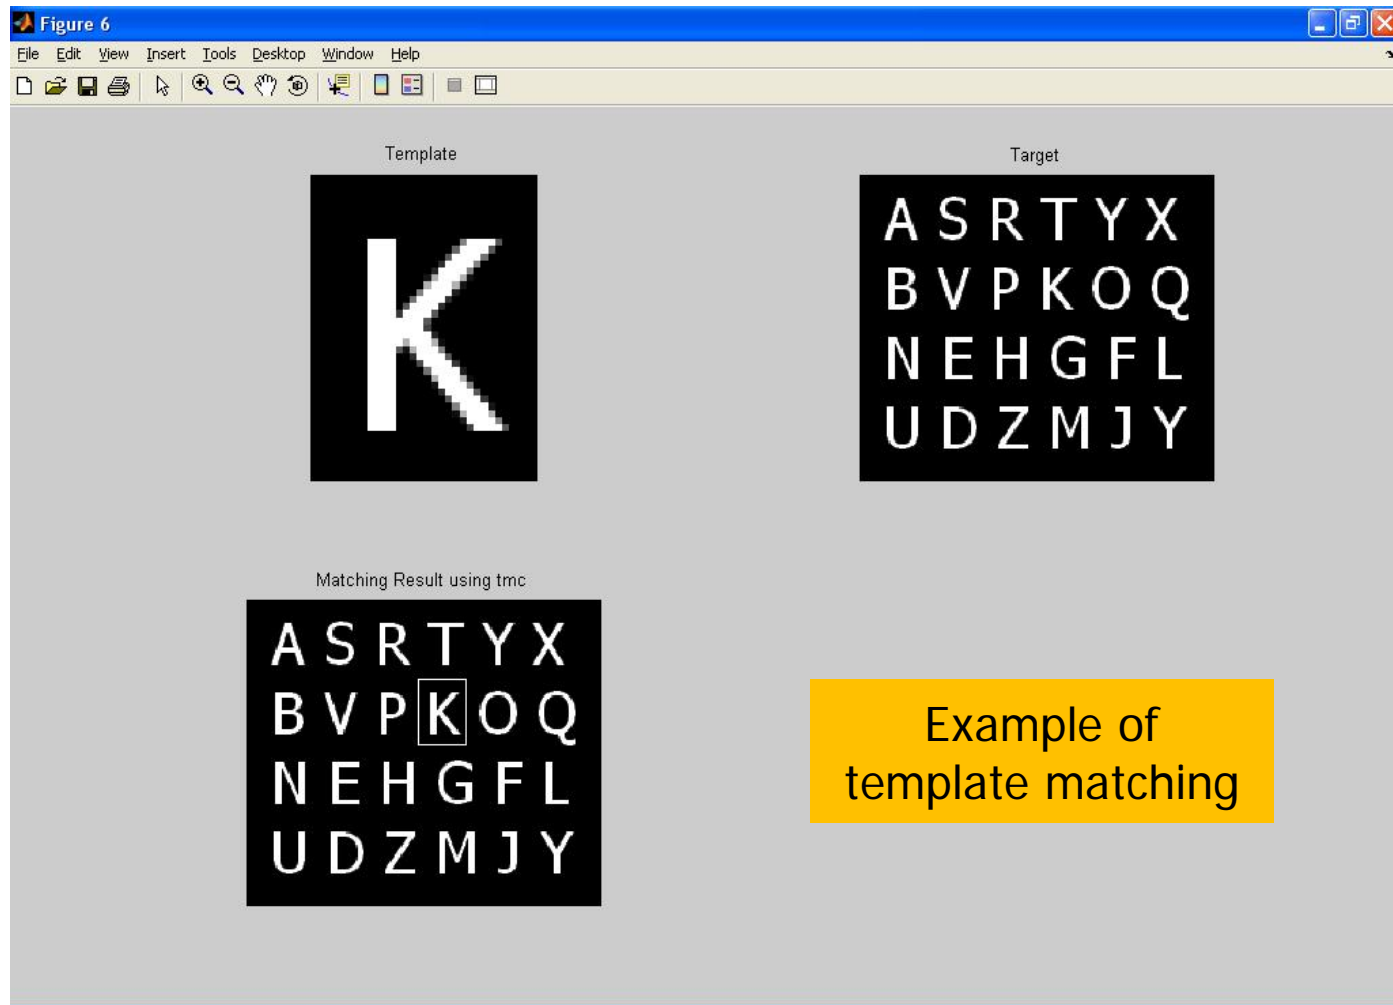 Figure 6
File Edit View Insert Tools Desktop Window Help
Template
K
Target
A S R T Y X
B V P K O Q
N E H G F L
U D Z M J Y
Matching Result using tmc
A S R T Y X
B V P K O Q
N E H G F L
U D Z M J Y
Example of
template matching